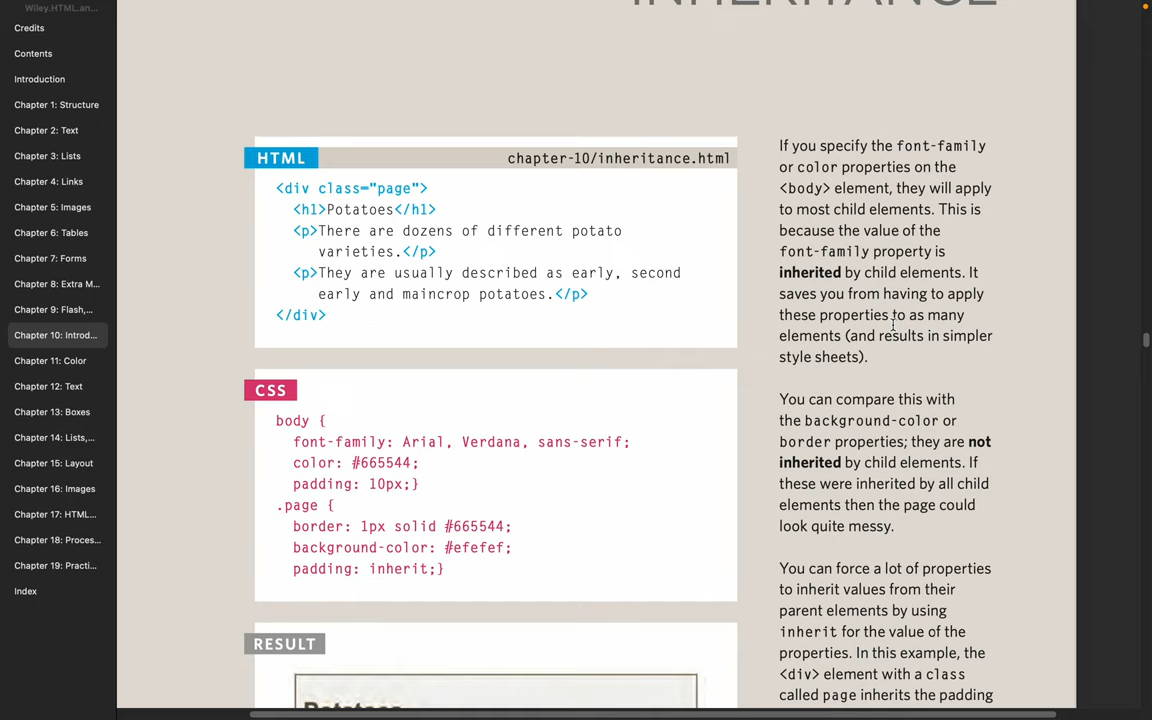 Wiley.HTML.an...
Credits
Contents
Introduction
Chapter 1: Structure
Chapter 2: Text
Chapter 3: Lists
Chapter 4: Links
Chapter 5: Images
Chapter 6: Tables
Chapter 7: Forms
Chapter 8: Extra M...
Chapter 9: Flash,...
Chapter 10: Introd...
Chapter 11: Color
Chapter 12: Text
Chapter 13: Boxes
Chapter 14: Lists,...
Chapter 15: Layout
Chapter 16: Images
Chapter 17: HTML...
Chapter 18: Proces...
Chapter 19: Practi...
Index
INHERITANCE
HTML
chapter-10/inheritance.html
<div class="page">
<h1>Potatoes</h1>
<p>There are dozens of different potato
varieties.</p>
<p>They are usually described as early, second
early and maincrop potatoes.</p>
</div>
CSS
body {
font-family: Arial, Verdana, sans-serif;
color: #665544;
padding: 10px;}
.page {
border: 1px solid #665544;
background-color: #efefef;
padding: inherit;}
RESULT
Potatoes
If you specify the font-family
or color properties on the
<body> element, they will apply
to most child elements. This is
because the value of the
font-family property is
inherited by child elements. It
saves you from having to apply
these properties to as many
elements (and results in simpler
style sheets).
You can compare this with
the background-color or
border properties; they are not
inherited by child elements. If
these were inherited by all child
elements then the page could
look quite messy.
You can force a lot of properties
to inherit values from their
parent elements by using
inherit for the value of the
properties. In this example, the
<div> element with a class
called page inherits the padding